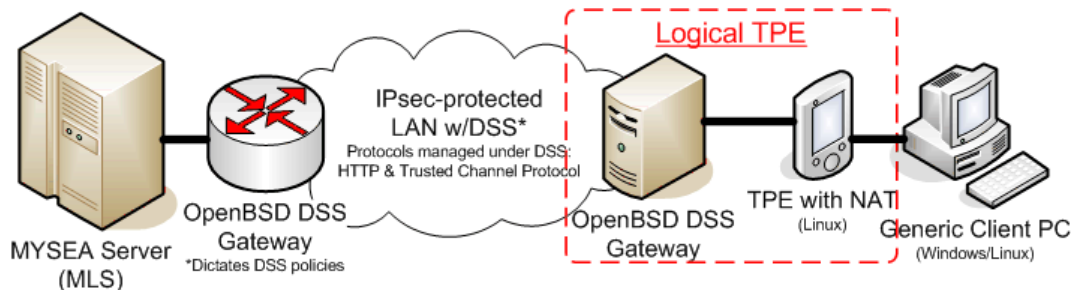 Logical TPE
IPsec-protected
LAN w/DSS*
Protocols managed under DSS:
HTTP & Trusted Channel Protocol
MYSEA Server
(MLS)
OpenBSD DSS
Gateway
*Dictates DSS policies
OpenBSD DSS
Gateway
TPE with NAT
(Linux)
Generic Client PC
(Windows/Linux)